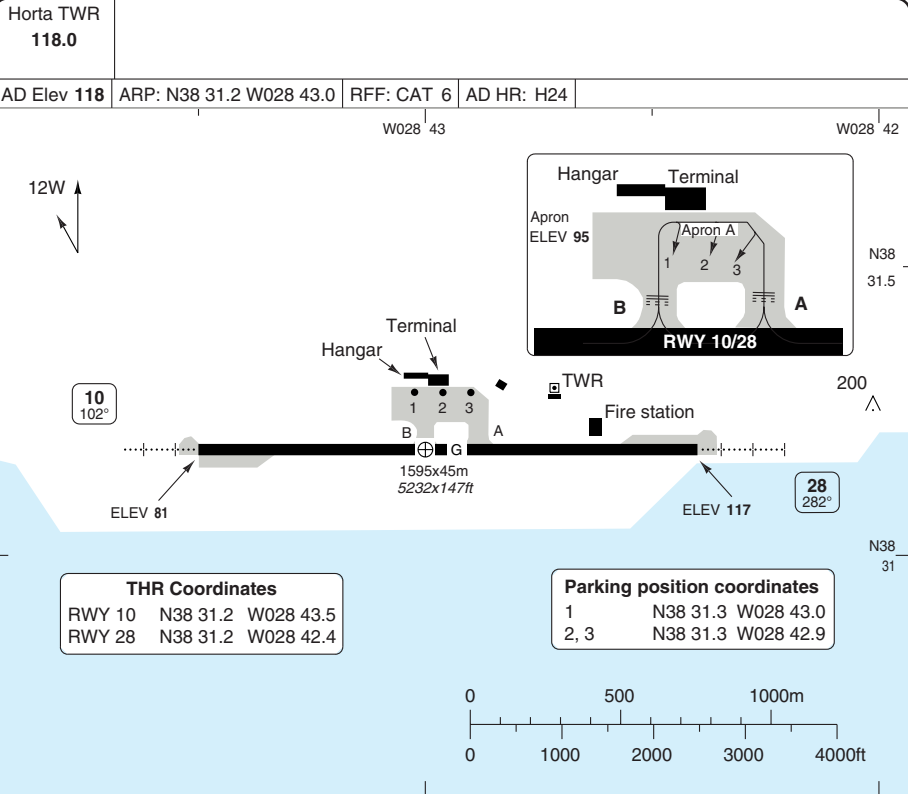 Horta TWR
118.0
AD Elev 118 ARP: N38 31.2 W028 43.0 RFF: CAT 6 AD HR: H24
W028 43
W028 42
12W
Hangar
Terminal
Apron
ELEV 95
Apron A
1 2 3
B
A
RWY 10/28
N38
31.5
Terminal
Hangar
TWR
200
10
102°
1 2 3
Fire station
B
A
G
1595x45m
5232x147ft
28
282°
ELEV 81
ELEV 117
N38
31
THR Coordinates
RWY 10 N38 31.2 W028 43.5
RWY 28 N38 31.2 W028 42.4
Parking position coordinates
1 N38 31.3 W028 43.0
2, 3 N38 31.3 W028 42.9
0 500 1000m
0 1000 2000 3000 4000ft